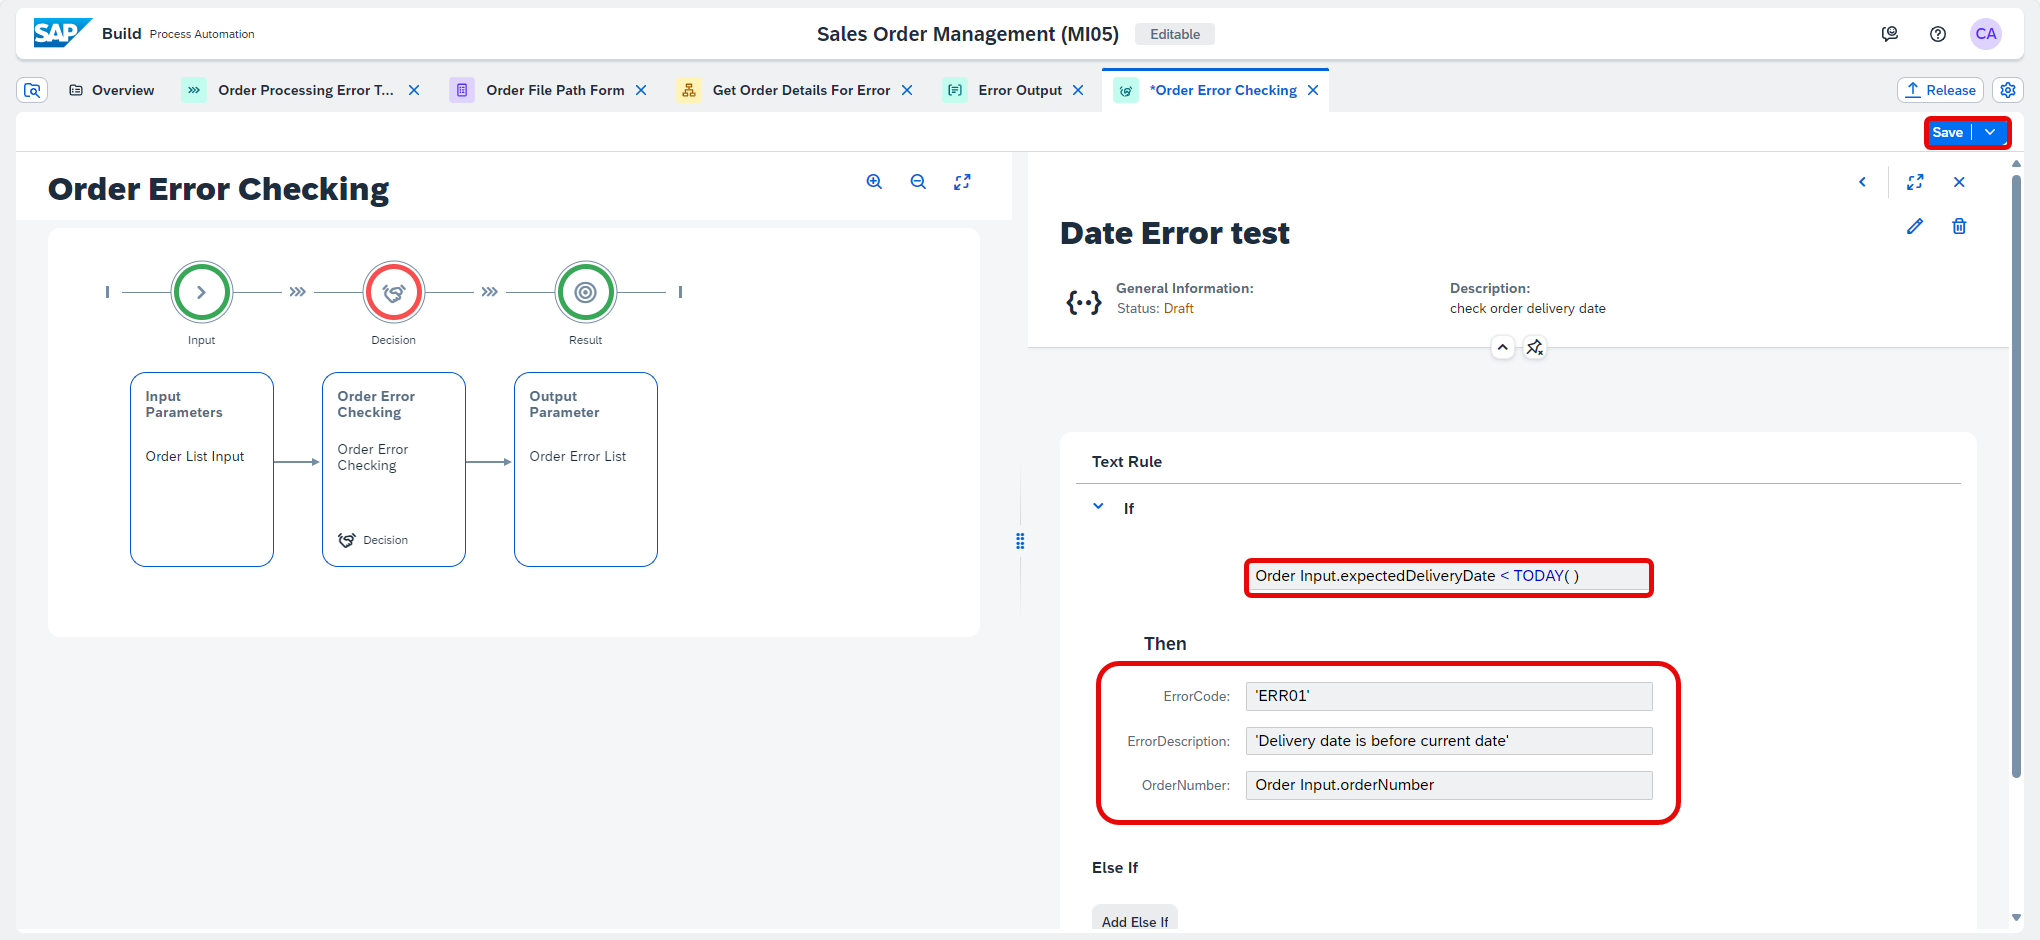 SAP Build Process Automation
Sales Order Management (MI05) Editable
CA
Overview
Order Processing Error T...
Order File Path Form
Get Order Details For Error
Error Output
*Order Error Checking
Release
Save
Order Error Checking
Input
Decision
Result
Input
Parameters
Order List Input
Order Error
Checking
Order Error
Checking
Decision
Output
Parameter
Order Error List
Date Error test
General Information:
Status: Draft
Description:
check order delivery date
Text Rule
If
Order Input.expectedDeliveryDate < TODAY( )
Then
ErrorCode: 'ERR01'
ErrorDescription: 'Delivery date is before current date'
OrderNumber: Order Input.orderNumber
Else If
Add Else If